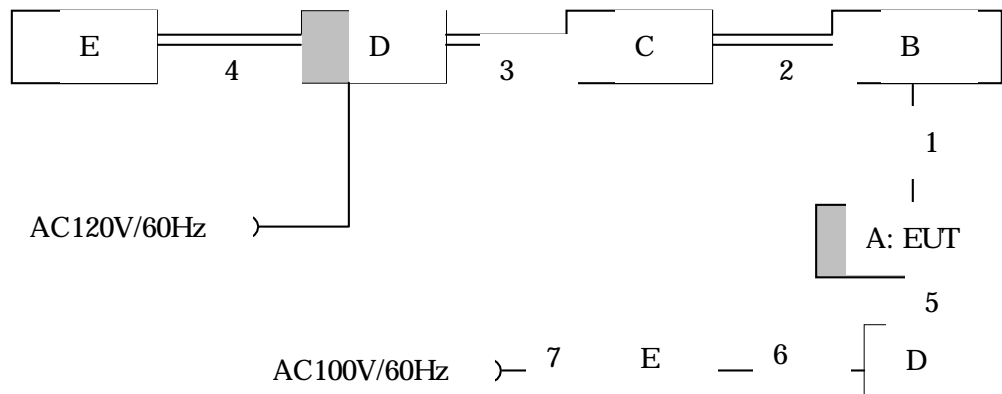 E D C B
4 3 2
1
AC120V/60Hz A: EUT
5
AC100V/60Hz 7 E 6 D